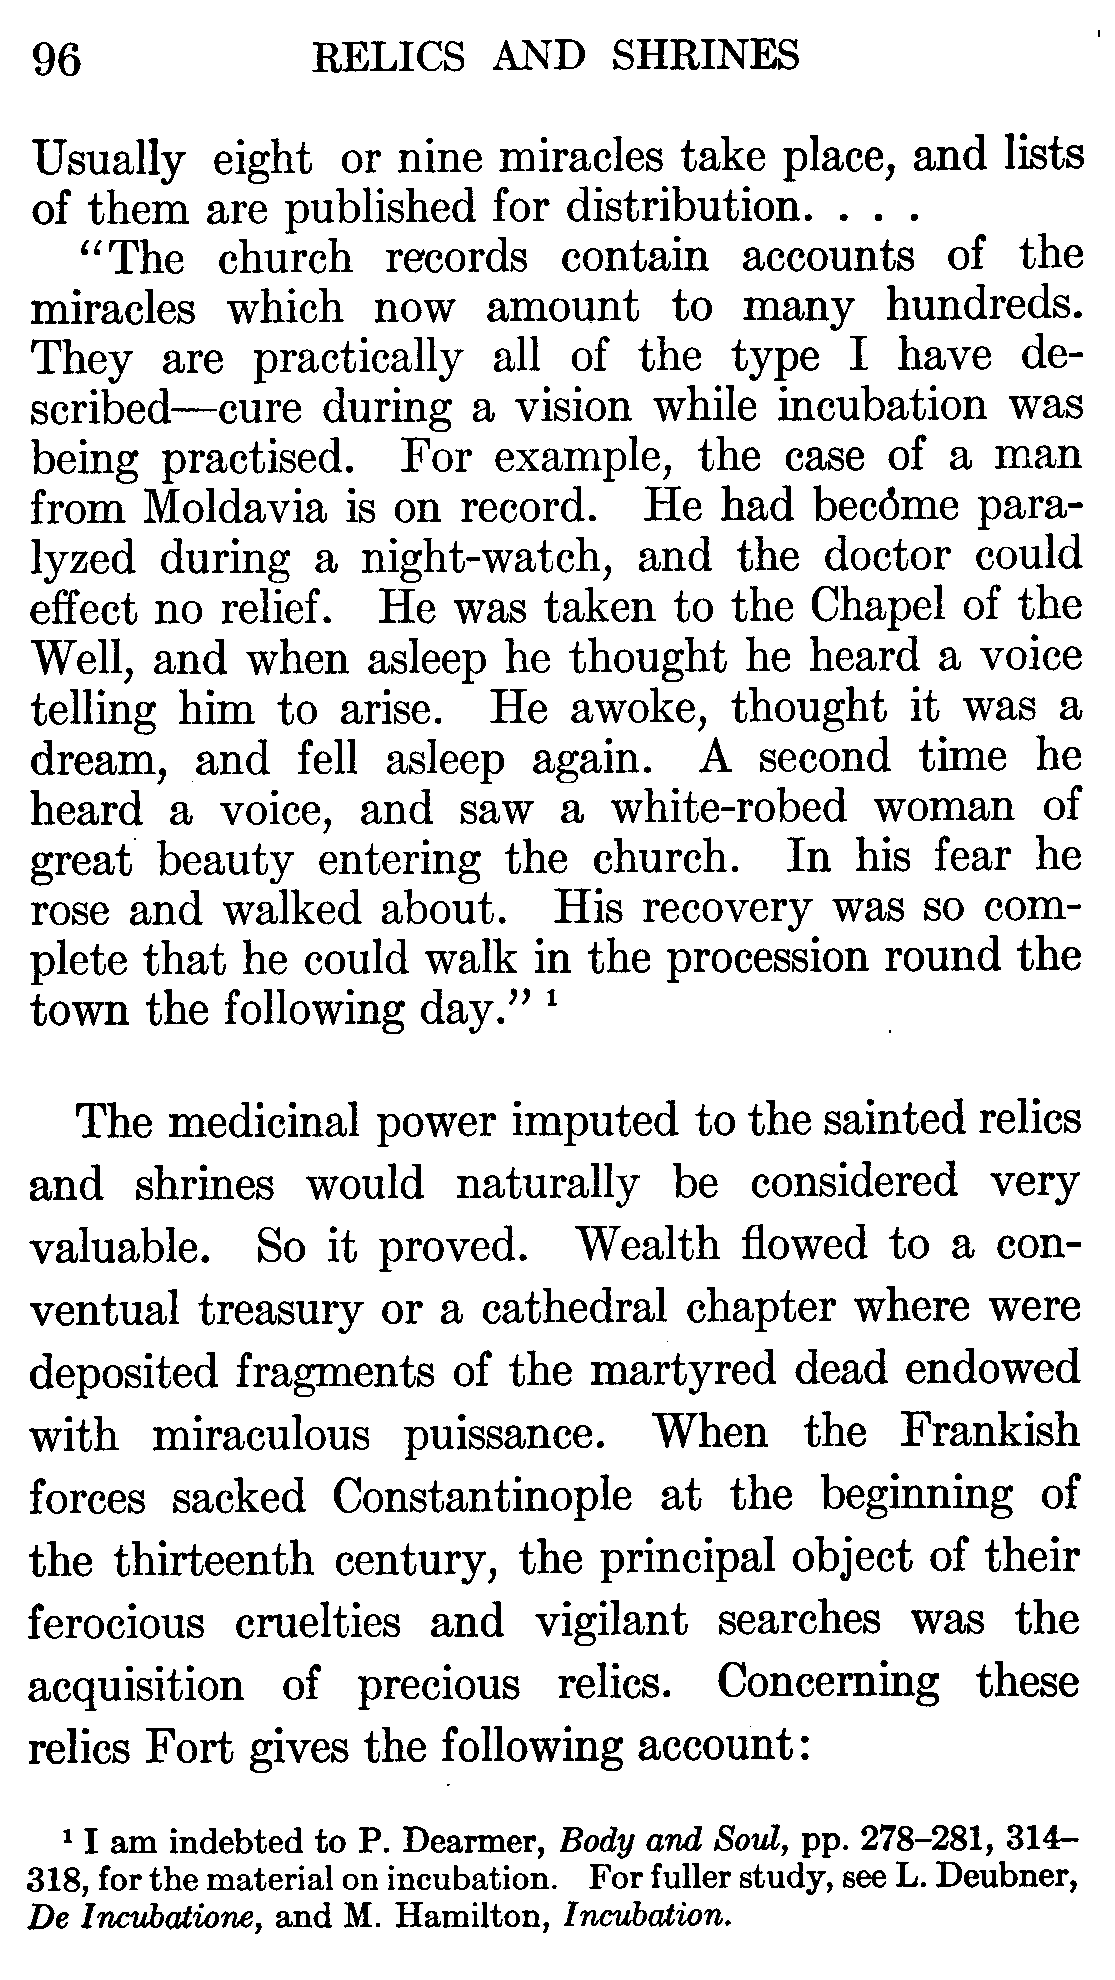 96 RELICS AND SHRINES
Usually eight or nine miracles take place, and lists
of them are published for distribution. . . .
“The church records contain accounts of the
miracles which now amount to many hundreds.
They are practically all of the type I have de-
scribed—cure during a vision while incubation was
being practised. For example, the case of a man
from Moldavia is on record. He had become para-
lyzed during a night-watch, and the doctor could
effect no relief. He was taken to the Chapel of the
Well, and when asleep he thought he heard a voice
telling him to arise. He awoke, thought it was a
dream, and fell asleep again. A second time he
heard a voice, and saw a white-robed woman of
great beauty entering the church. In his fear he
rose and walked about. His recovery was so com-
plete that he could walk in the procession round the
town the following day.” ¹
The medicinal power imputed to the sainted relics
and shrines would naturally be considered very
valuable. So it proved. Wealth flowed to a con-
ventual treasury or a cathedral chapter where were
deposited fragments of the martyred dead endowed
with miraculous puissance. When the Frankish
forces sacked Constantinople at the beginning of
the thirteenth century, the principal object of their
ferocious cruelties and vigilant searches was the
acquisition of precious relics. Concerning these
relics Fort gives the following account:
¹ I am indebted to P. Dearmer, Body and Soul, pp. 278–281, 314–
318, for the material on incubation. For fuller study, see L. Deubner,
De Incubatione, and M. Hamilton, Incubation.